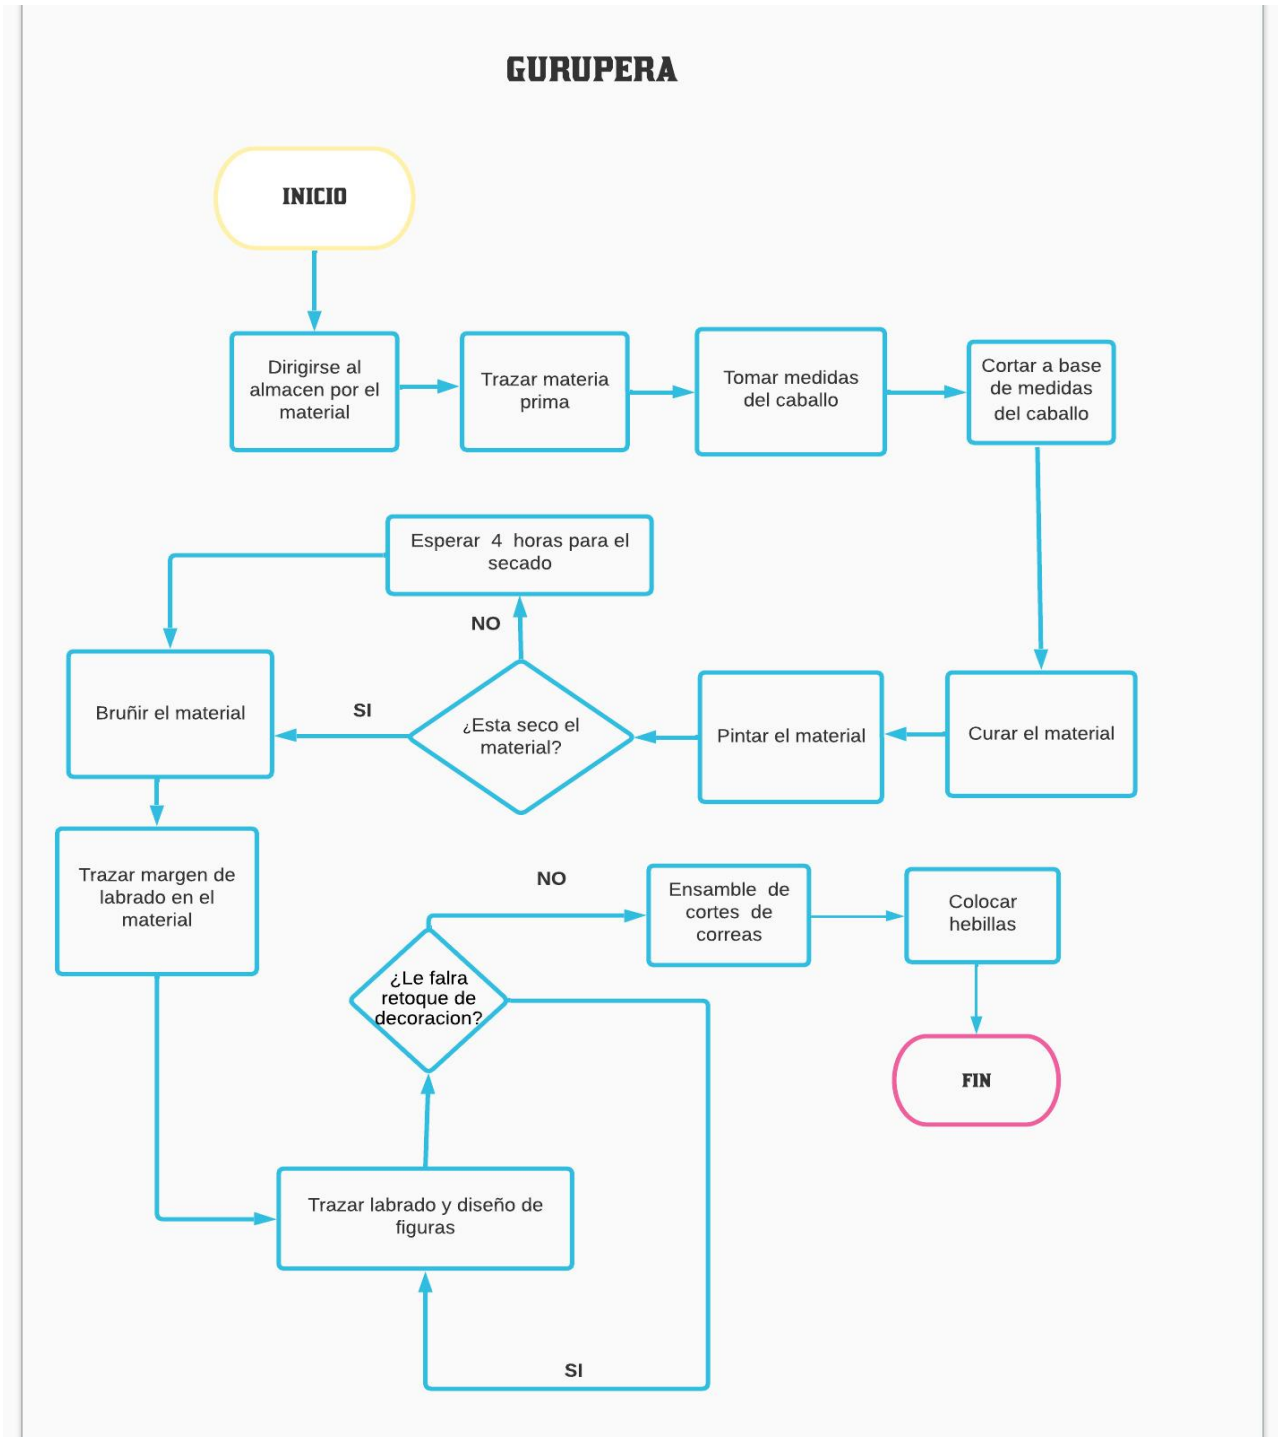 GURUPERA
INICIO
Dirigirse al
almacen por el
material
Trazar materia
prima
Tomar medidas
del caballo
Cortar a base
de medidas
del caballo
Esperar 4 horas para el
secado
NO
Bruñir el material
SI
¿Esta seco el
material?
Pintar el material
Curar el material
Trazar margen de
labrado en el
material
NO
Ensamble de
cortes de
correas
Colocar
hebillas
¿Le falra
retoque de
decoracion?
FIN
Trazar labrado y diseño de
figuras
SI